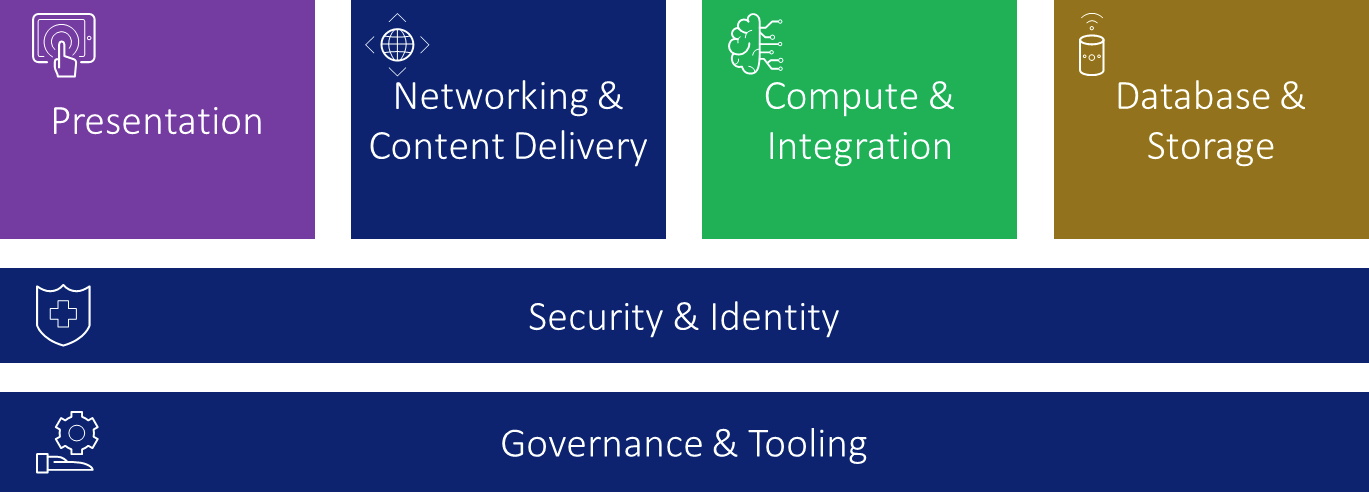 Presentation
Networking &
Content Delivery
Compute &
Integration
Database &
Storage
Security & Identity
Governance & Tooling